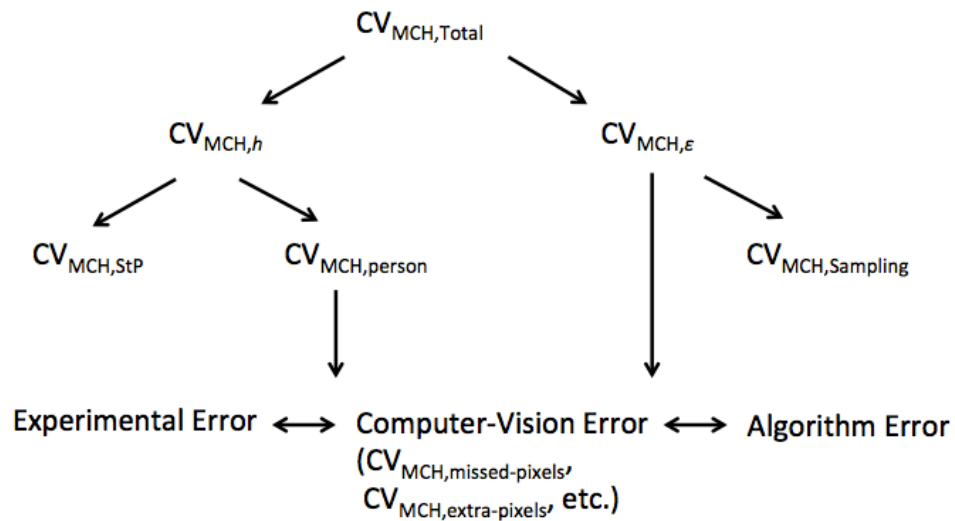 CV_MCH,Total
CV_MCH,h CV_MCH,ε
CV_MCH,StP CV_MCH,person CV_MCH,Sampling
Experimental Error Computer-Vision Error Algorithm Error
(CV_MCH,missed-pixels,
CV_MCH,extra-pixels, etc.)